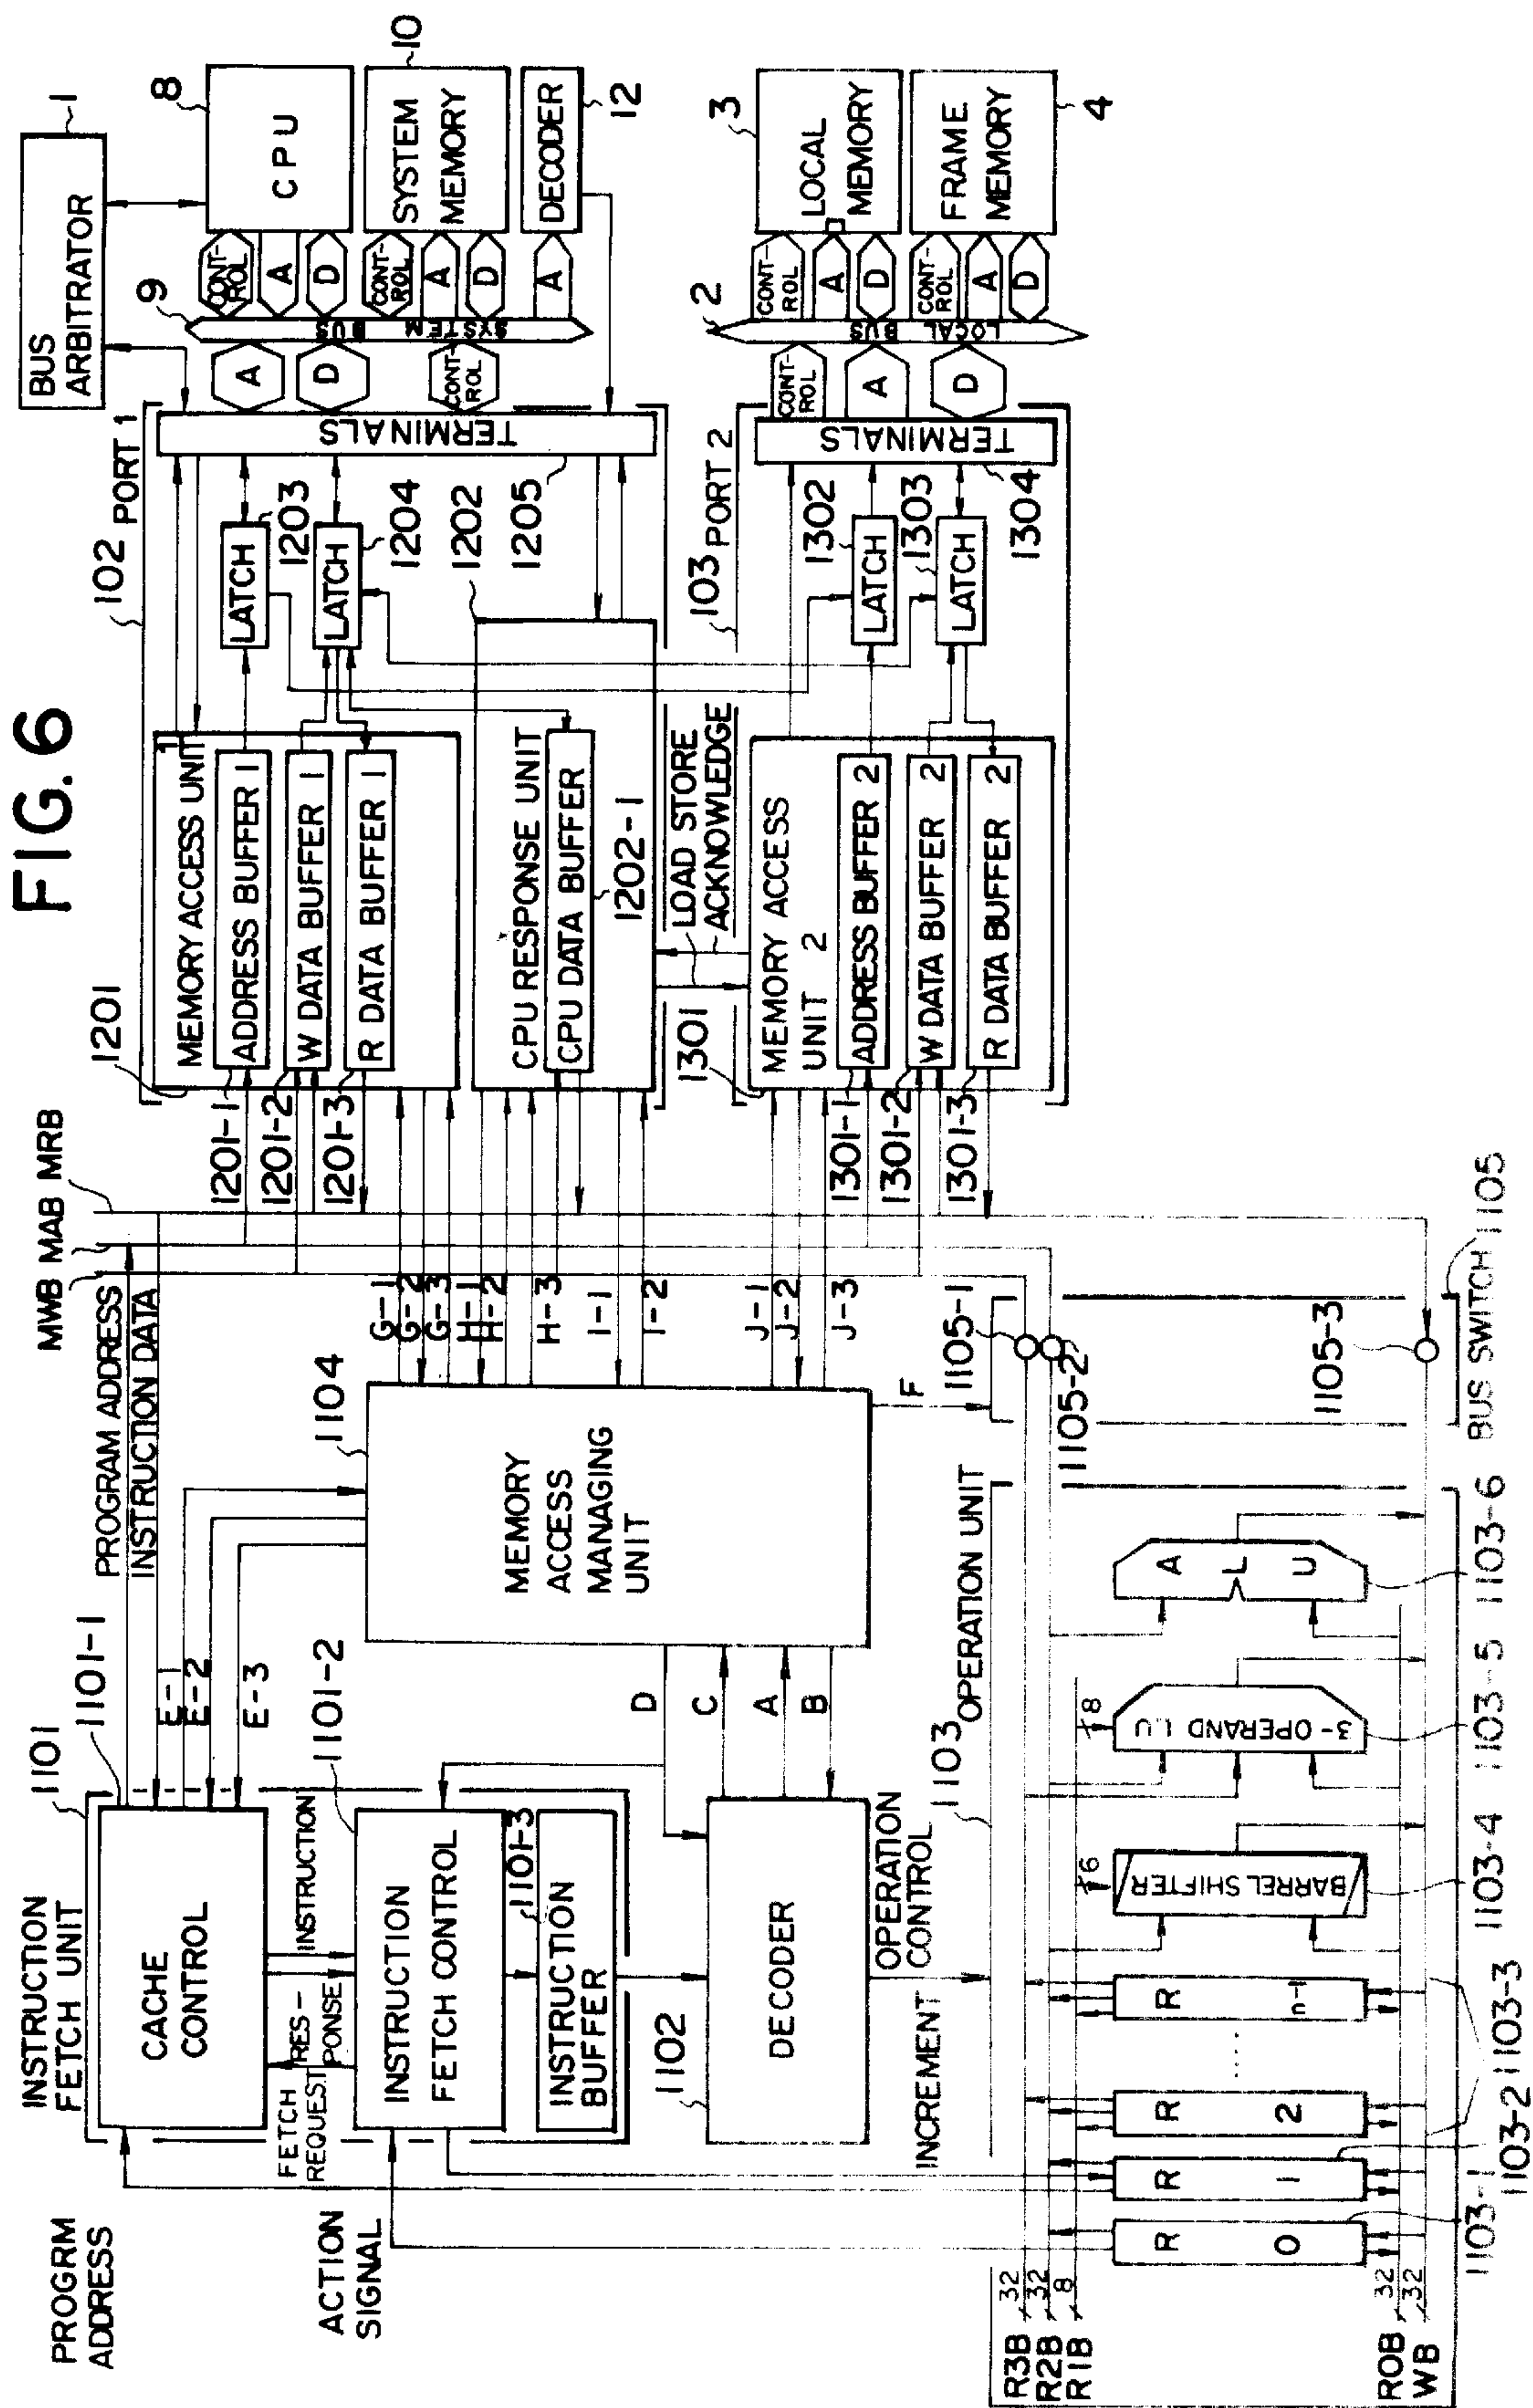 FIG. 6
BUS
ARBITRATOR
1
8
CPU
10
SYSTEM
MEMORY
DECODER
12
3
LOCAL
MEMORY
FRAME
MEMORY
4
9
CONT-
ROL
A
D
CONT-
ROL
A
D
A
SYSTEM BUS
A
D
CONT-
ROL
2
CONT-
ROL
A
D
CONT-
ROL
A
D
LOCAL BUS
CONT-
ROL
A
D
102
PORT 1
TERMINALS
LATCH
1203
LATCH
1204
1202
1205
103
PORT 2
TERMINALS
1302
LATCH
1303
LATCH
1304
1201
MEMORY ACCESS UNIT 1
ADDRESS BUFFER 1
W DATA BUFFER 1
R DATA BUFFER 1
1201-1
1201-2
1201-3
CPU RESPONSE UNIT
CPU DATA BUFFER
1202-1
LOAD STORE
ACKNOWLEDGE
1301
MEMORY ACCESS
UNIT 2
ADDRESS BUFFER 2
W DATA BUFFER 2
R DATA BUFFER 2
1301-1
1301-2
1301-3
MWB MAB MRB
PROGRAM ADDRESS
INSTRUCTION DATA
G-1
G-2
G-3
H-1
H-2
H-3
I-1
I-2
J-1
J-2
J-3
1104
MEMORY
ACCESS
MANAGING
UNIT
F
1105-1
1105-2
1105-3
BUS SWITCH 1105
INSTRUCTION
FETCH UNIT
1101
1101-1
E-1
E-2
E-3
CACHE
CONTROL
INSTRUCTION
RES-
PONSE
FETCH
REQUEST
1101-2
INSTRUCTION
FETCH CONTROL
1101-3
INSTRUCTION
BUFFER
D
C
A
B
1102
DECODER
OPERATION
CONTROL
INCREMENT
PROGRM
ADDRESS
ACTION
SIGNAL
1103
OPERATION UNIT
R3B
R2B
R1B
32
32
8
R0B
WB
32
32
R 0
R 1
R 2
.....
R n-1
6
BARREL SHIFTER
8
3-OPERAND LU
A L U
1103-1
1103-2
1103-3
1103-4
1103-5
1103-6